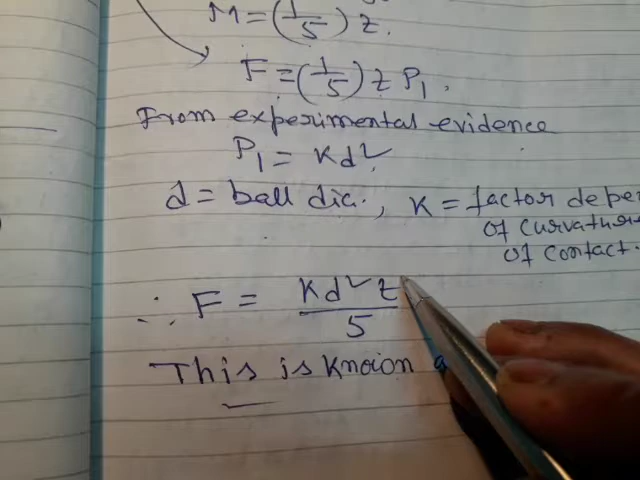 M = (1/5) z.
F = (1/5) z P₁.
From experimental evidence
P₁ = Kd²
d = ball dia., K = factor depe
of curvature
of contact.
∴ F = Kd²z / 5
This is known a